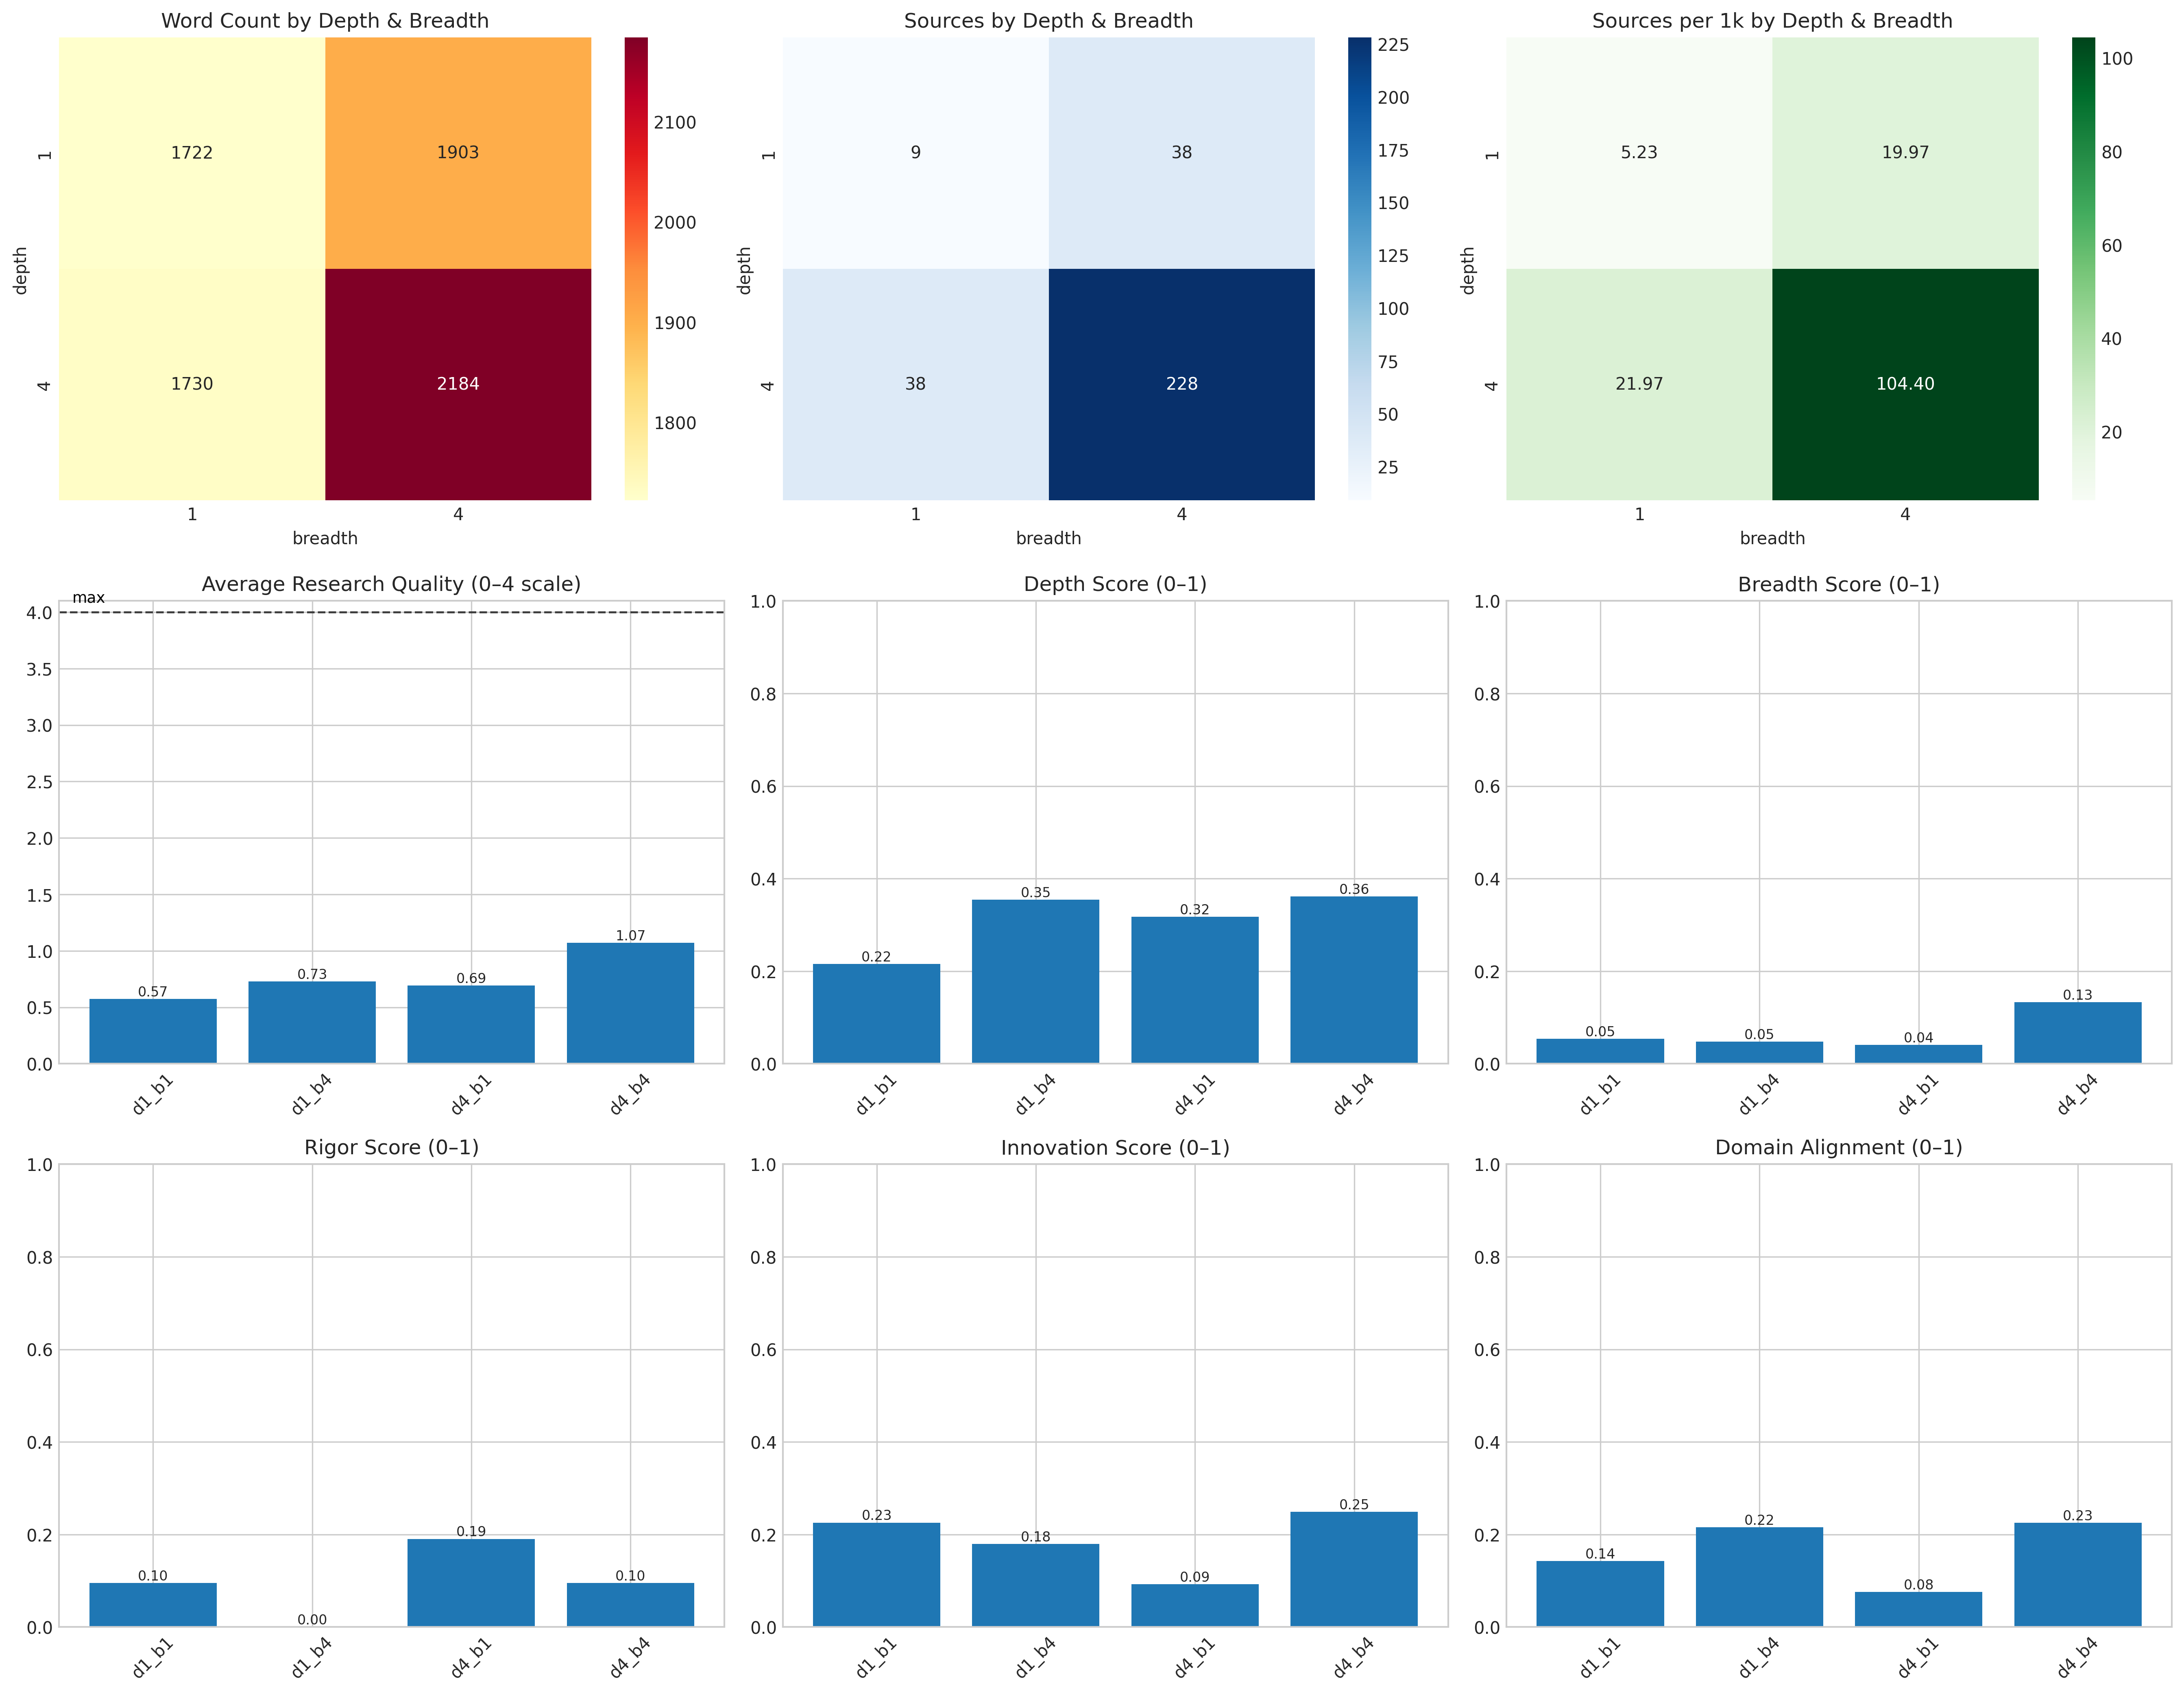 Word Count by Depth & Breadth
1722 1903
1730 2184
depth
1
4
1 4
breadth
2100
2000
1900
1800
Sources by Depth & Breadth
9 38
38 228
depth
1
4
1 4
breadth
225
200
175
150
125
100
75
50
25
Sources per 1k by Depth & Breadth
5.23 19.97
21.97 104.40
depth
1
4
1 4
breadth
100
80
60
40
20
Average Research Quality (0–4 scale)
max
4.0
3.5
3.0
2.5
2.0
1.5
1.0
0.5
0.0
0.57 0.73 0.69 1.07
d1_b1 d1_b4 d4_b1 d4_b4
Depth Score (0–1)
1.0
0.8
0.6
0.4
0.2
0.0
0.22 0.35 0.32 0.36
d1_b1 d1_b4 d4_b1 d4_b4
Breadth Score (0–1)
1.0
0.8
0.6
0.4
0.2
0.0
0.05 0.05 0.04 0.13
d1_b1 d1_b4 d4_b1 d4_b4
Rigor Score (0–1)
1.0
0.8
0.6
0.4
0.2
0.0
0.10 0.00 0.19 0.10
d1_b1 d1_b4 d4_b1 d4_b4
Innovation Score (0–1)
1.0
0.8
0.6
0.4
0.2
0.0
0.23 0.18 0.09 0.25
d1_b1 d1_b4 d4_b1 d4_b4
Domain Alignment (0–1)
1.0
0.8
0.6
0.4
0.2
0.0
0.14 0.22 0.08 0.23
d1_b1 d1_b4 d4_b1 d4_b4